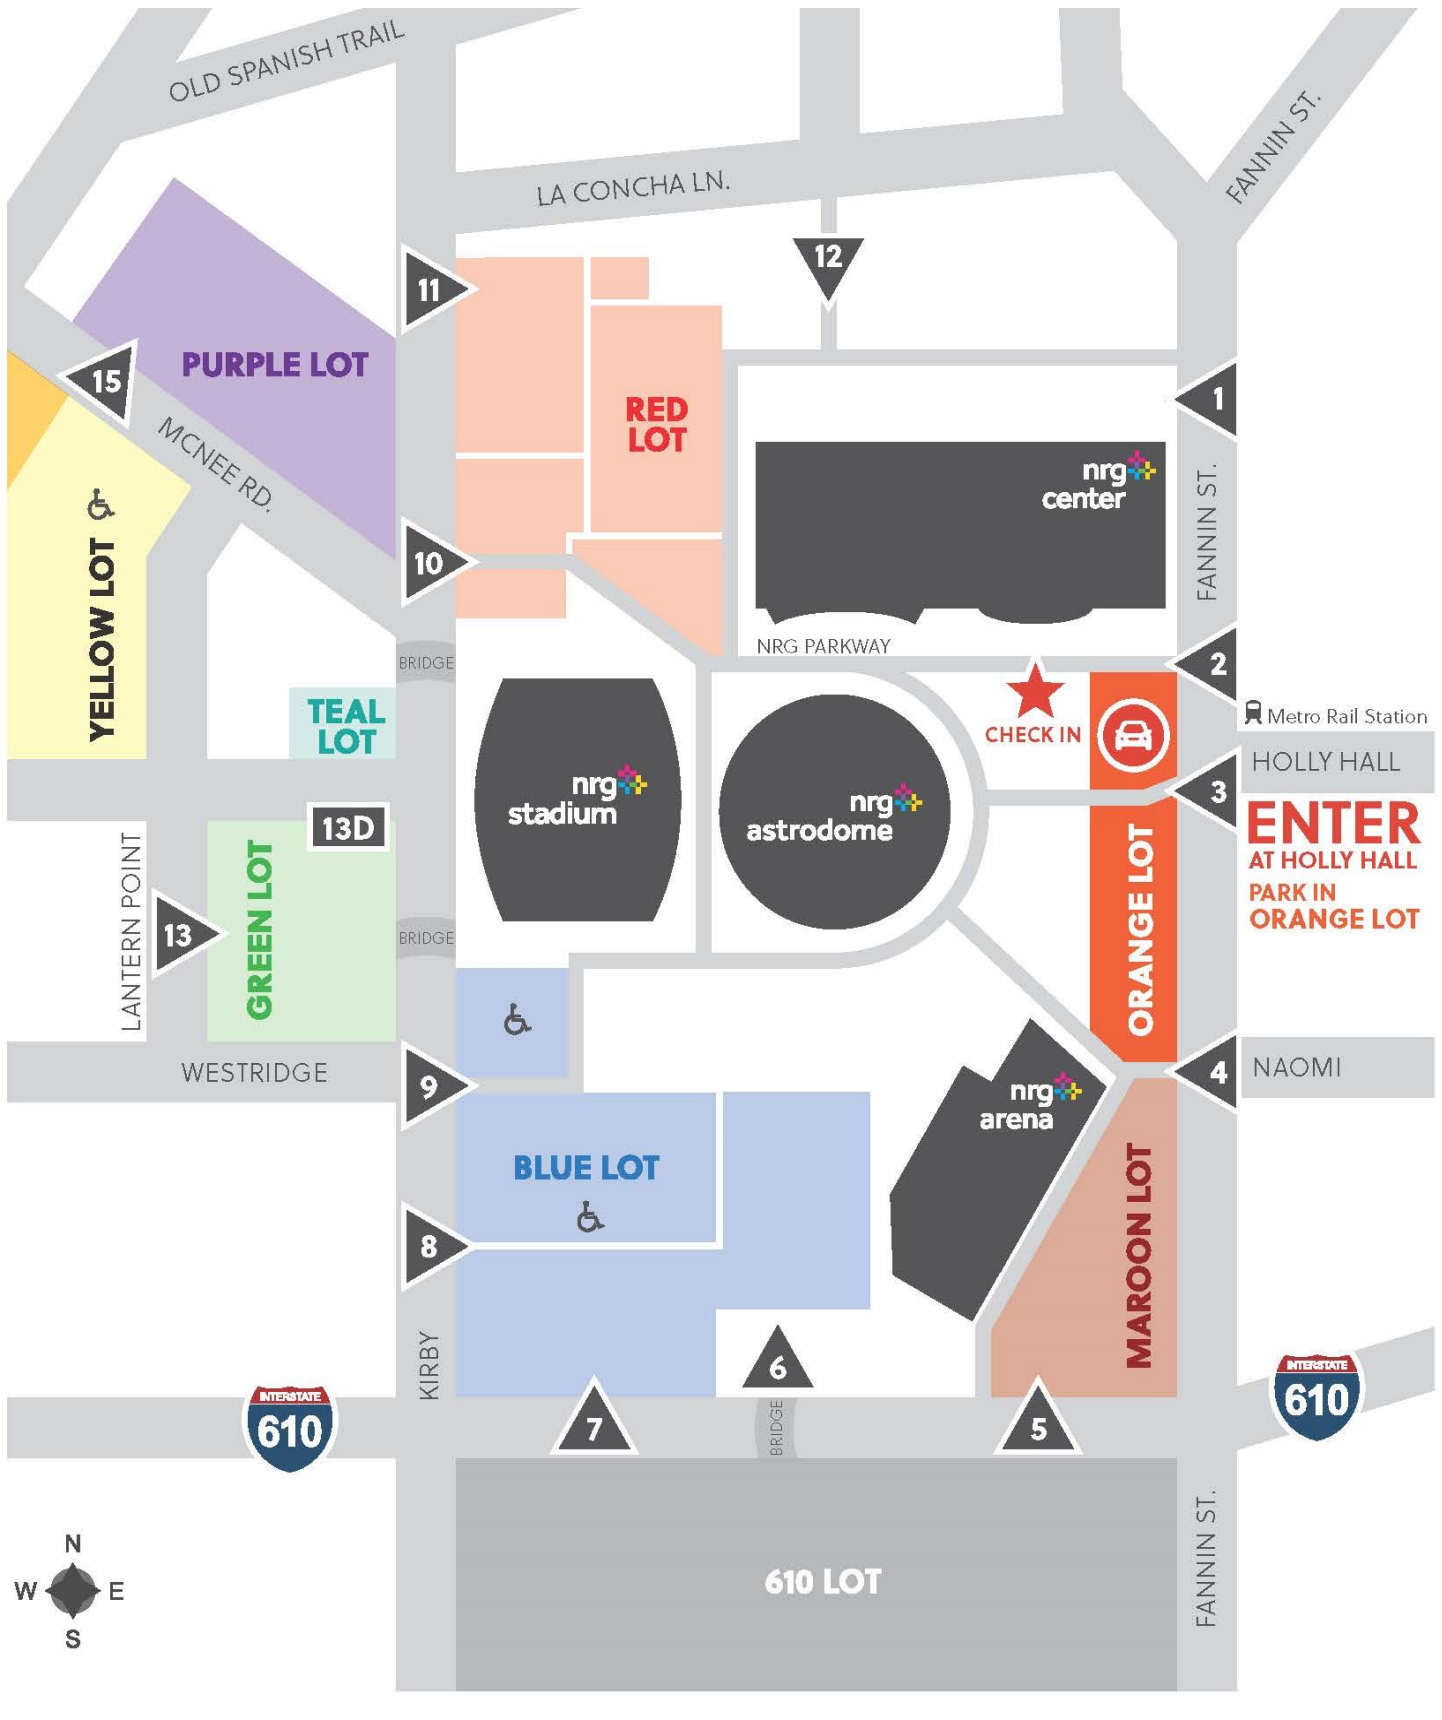 OLD SPANISH TRAIL
LA CONCHA LN.
FANNIN ST.
11
12
PURPLE LOT
15
MCNEE RD.
RED
LOT
1
nrg
center
FANNIN ST.
10
YELLOW LOT
BRIDGE
NRG PARKWAY
2
TEAL
LOT
CHECK IN
Metro Rail Station
HOLLY HALL
nrg
stadium
nrg
astrodome
3
ENTER
AT HOLLY HALL
PARK IN
ORANGE LOT
13D
ORANGE LOT
LANTERN POINT
13
GREEN LOT
BRIDGE
WESTRIDGE
9
4
NAOMI
nrg
arena
BLUE LOT
8
MAROON LOT
KIRBY
6
INTERSTATE
610
7
BRIDGE
5
INTERSTATE
610
FANNIN ST.
610 LOT
N
W
E
S